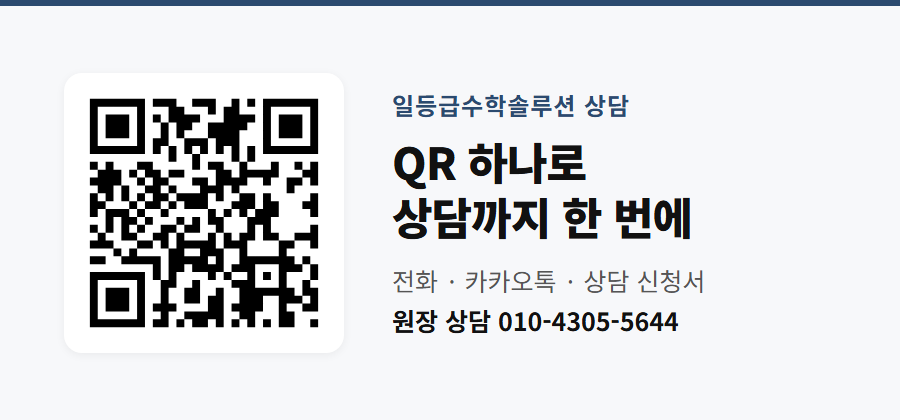 일등급수학솔루션 상담
QR 하나로
상담까지 한 번에
전화 · 카카오톡 · 상담 신청서
원장 상담 010-4305-5644